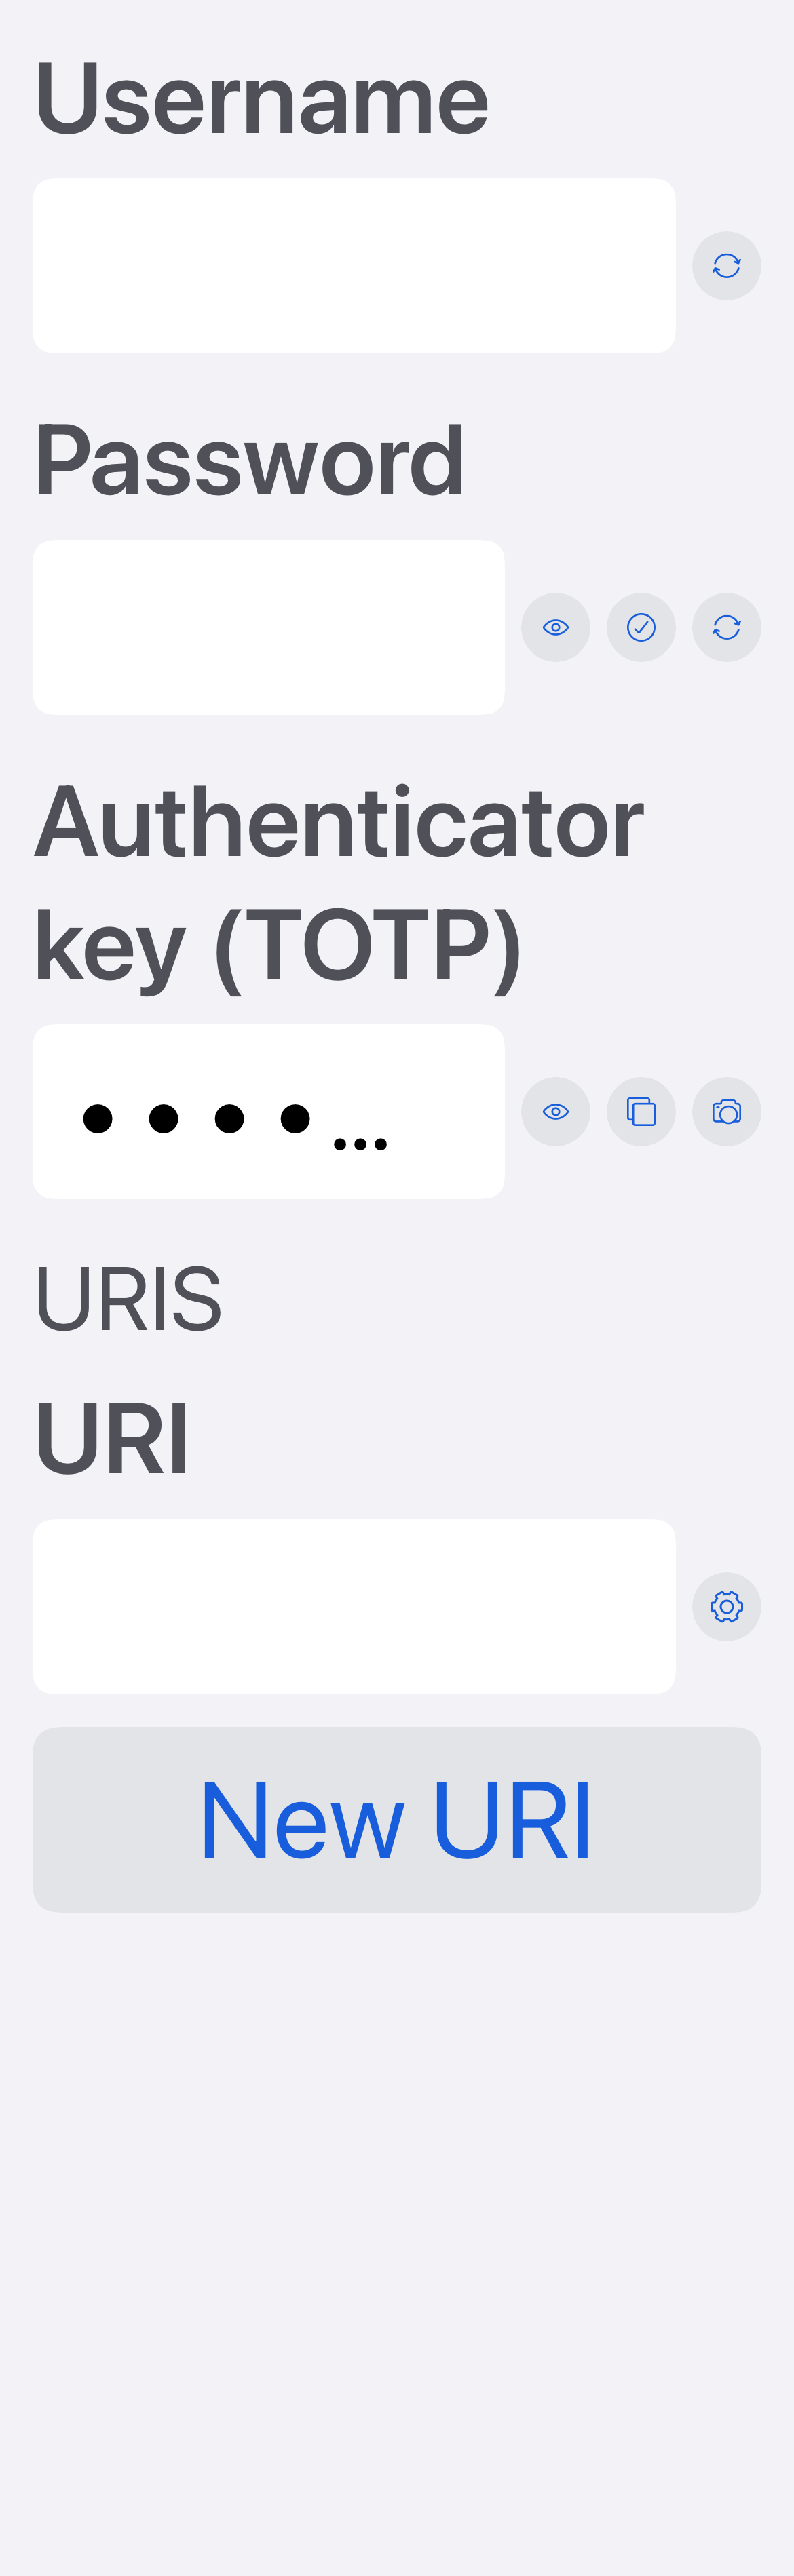 Username
Password
Authenticator
key (TOTP)
••••…
URIS
URI
New URI